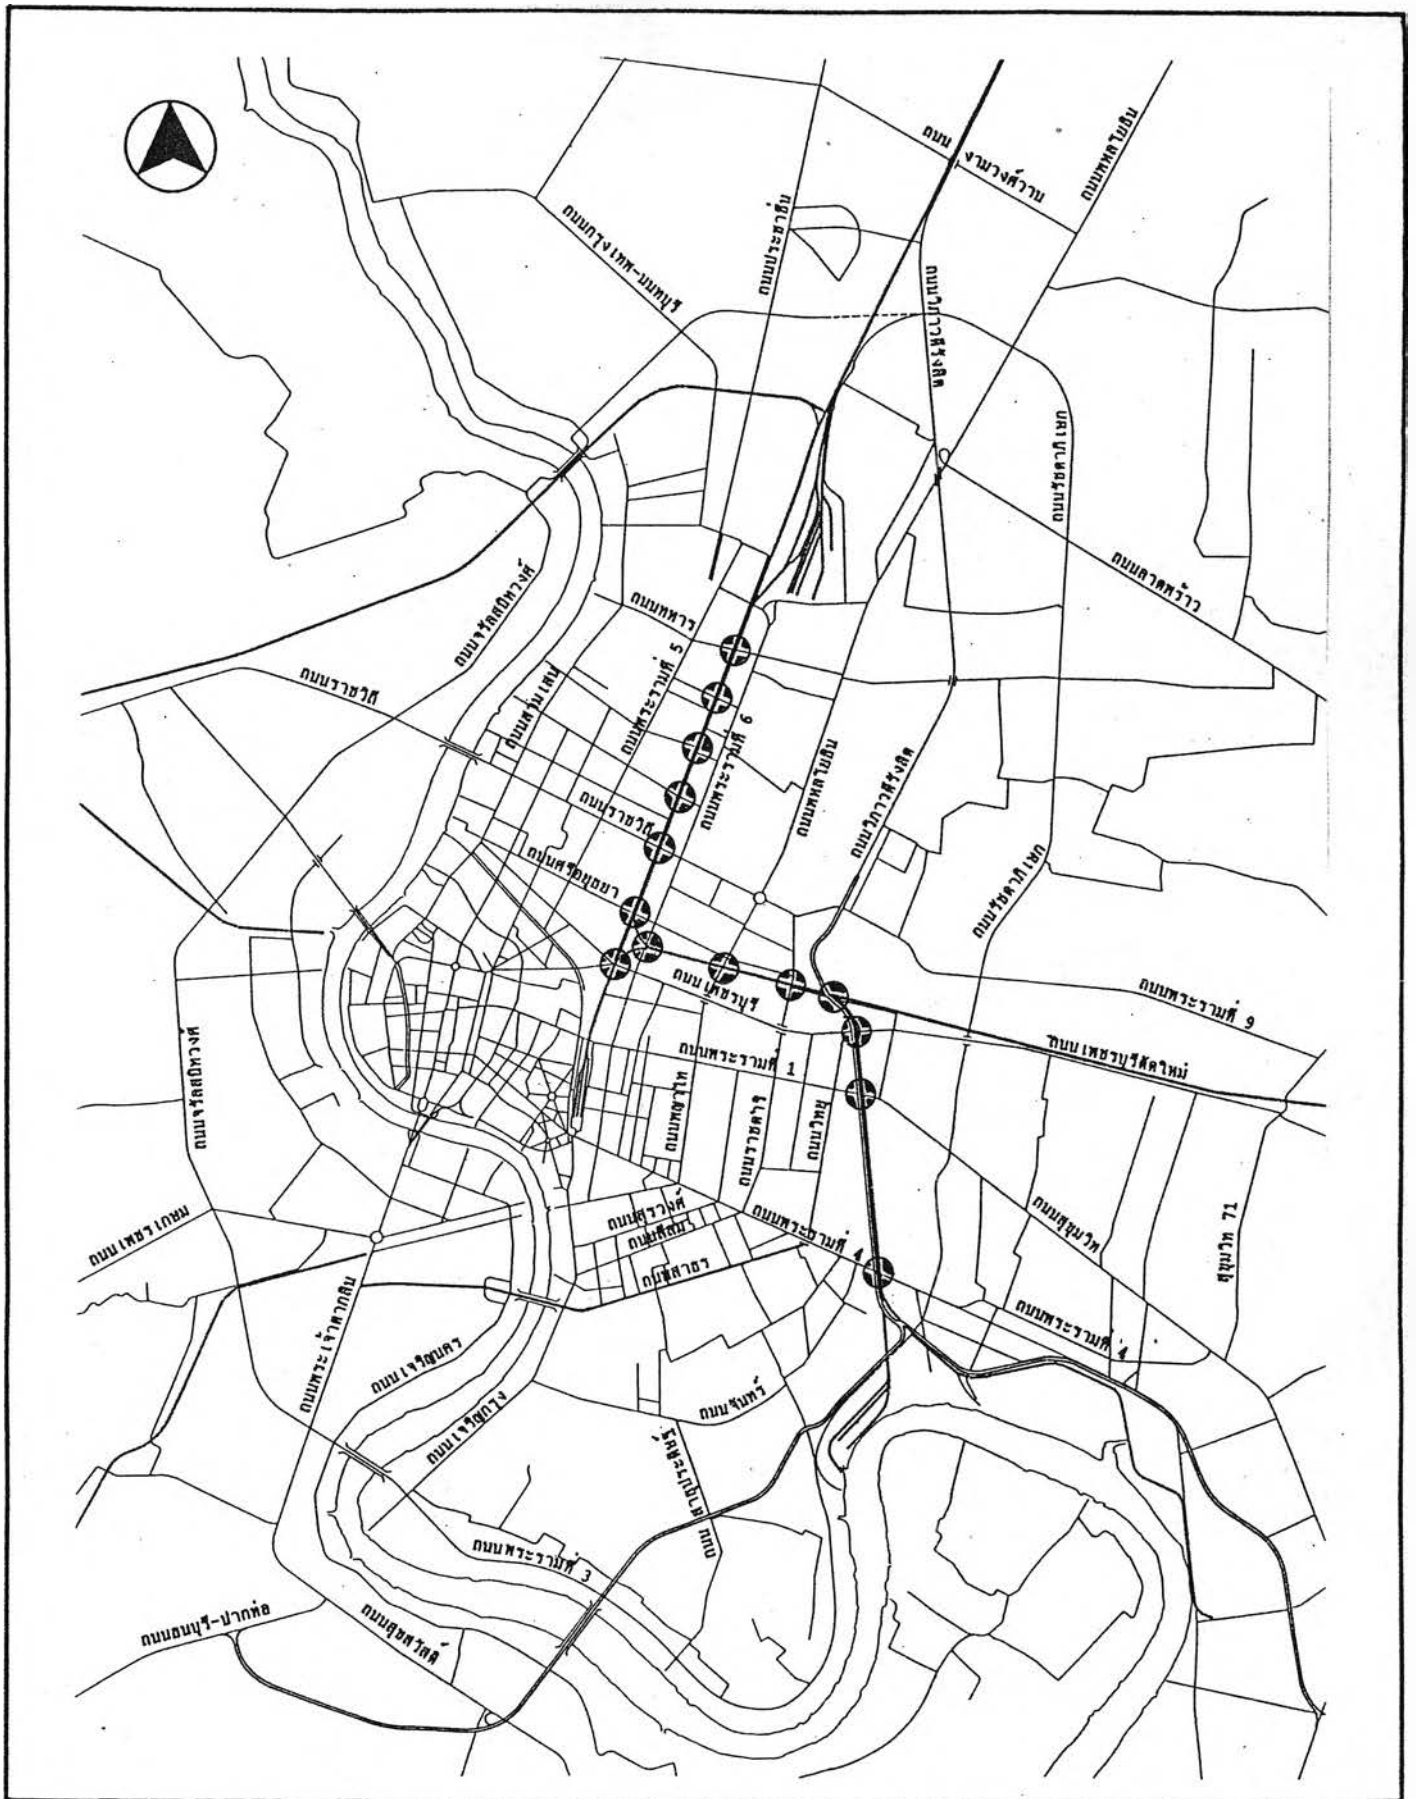 ถนน งามวงศ์วาน
ถนนพหลโยธิน
ถนนประชาชื่น
ถนนกรุงเทพ-นนทบุรี
ถนนวิภาวดีรังสิต
ถนนรัชดาภิเษก
ถนนลาดพร้าว
ถนนจรัลสนิทวงศ์
ถนนทหาร
ถนนราชวิถี
ถนนสามเสน
ถนนพระรามที่ 5
ถนนพระรามที่ 6
ถนนพหลโยธิน
ถนนวิภาวดีรังสิต
ถนนราชวิถี
ถนนศรีอยุธยา
ถนนรัชดาภิเษก
ถนนเพชรบุรี
ถนนพระรามที่ 9
ถนนพระรามที่ 1
ถนนเพชรบุรีตัดใหม่
ถนนจรัลสนิทวงศ์
ถนนพญาไท
ถนนราชดำริ
ถนนวิทยุ
ถนนเพชรเกษม
ถนนสุรวงศ์
ถนนสีลม
ถนนสาธร
ถนนพระรามที่ 4
ถนนสุขุมวิท
สุขุมวิท 71
ถนนพระรามที่ 4
ถนนพระเจ้าตากสิน
ถนนเจริญนคร
ถนนเจริญกรุง
ถนนจันทร์
ถนน สาธุประดิษฐ์
ถนนพระรามที่ 3
ถนนธนบุรี-ปากท่อ
ถนนสุขสวัสดิ์